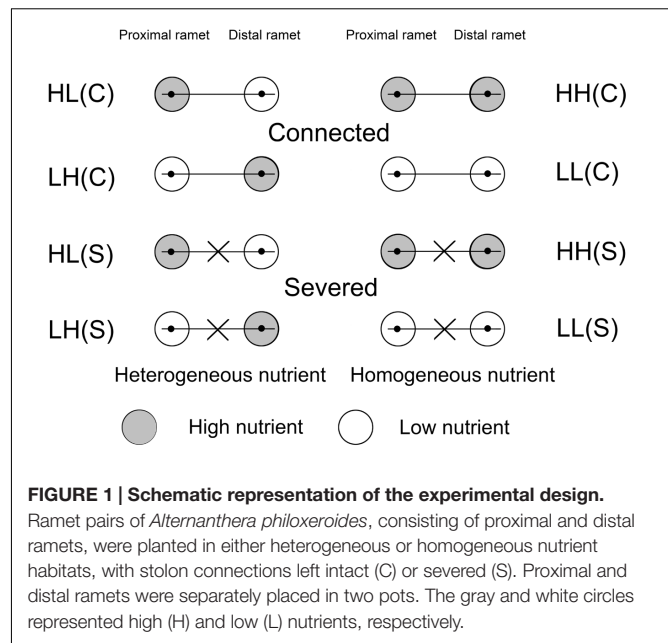 Proximal ramet Distal ramet Proximal ramet Distal ramet
HL(C) HH(C)
Connected
LH(C) LL(C)
HL(S) HH(S)
Severed
LH(S) LL(S)
Heterogeneous nutrient Homogeneous nutrient
High nutrient Low nutrient
FIGURE 1 | Schematic representation of the experimental design.
Ramet pairs of Alternanthera philoxeroides, consisting of proximal and distal
ramets, were planted in either heterogeneous or homogeneous nutrient
habitats, with stolon connections left intact (C) or severed (S). Proximal and
distal ramets were separately placed in two pots. The gray and white circles
represented high (H) and low (L) nutrients, respectively.